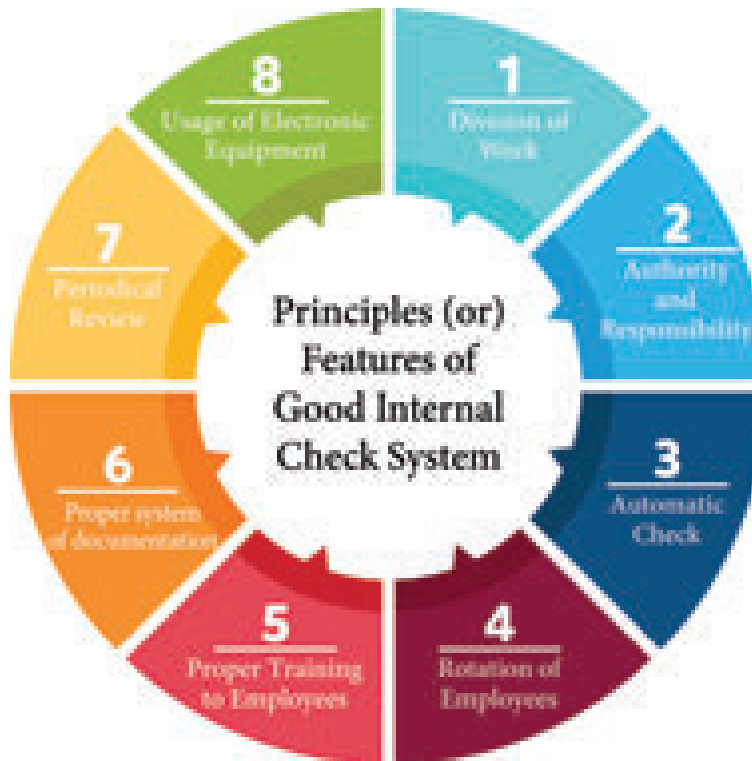 Principles (or)
Features of
Good Internal
Check System
1
Division of
Work
2
Authority
and
Responsibility
3
Automatic
Check
4
Rotation of
Employees
5
Proper Training
to Employees
6
Proper system
of documentation
7
Periodical
Review
8
Usage of Electronic
Equipment